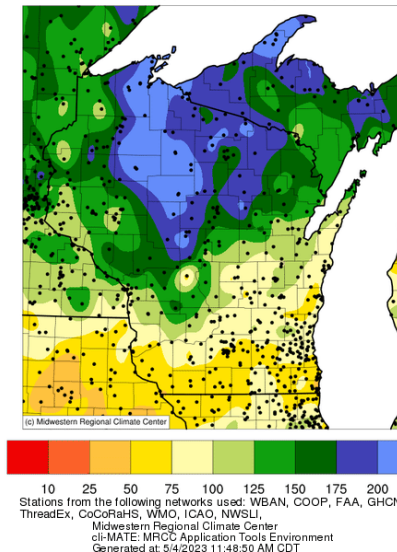 (c) Midwestern Regional Climate Center
10 25 50 75 100 125 150 175 200
Stations from the following networks used: WBAN, COOP, FAA, GHCN
ThreadEx, CoCoRaHS, WMO, ICAO, NWSLI,
Midwestern Regional Climate Center
cli-MATE: MRCC Application Tools Environment
Generated at: 5/4/2023 11:48:50 AM CDT